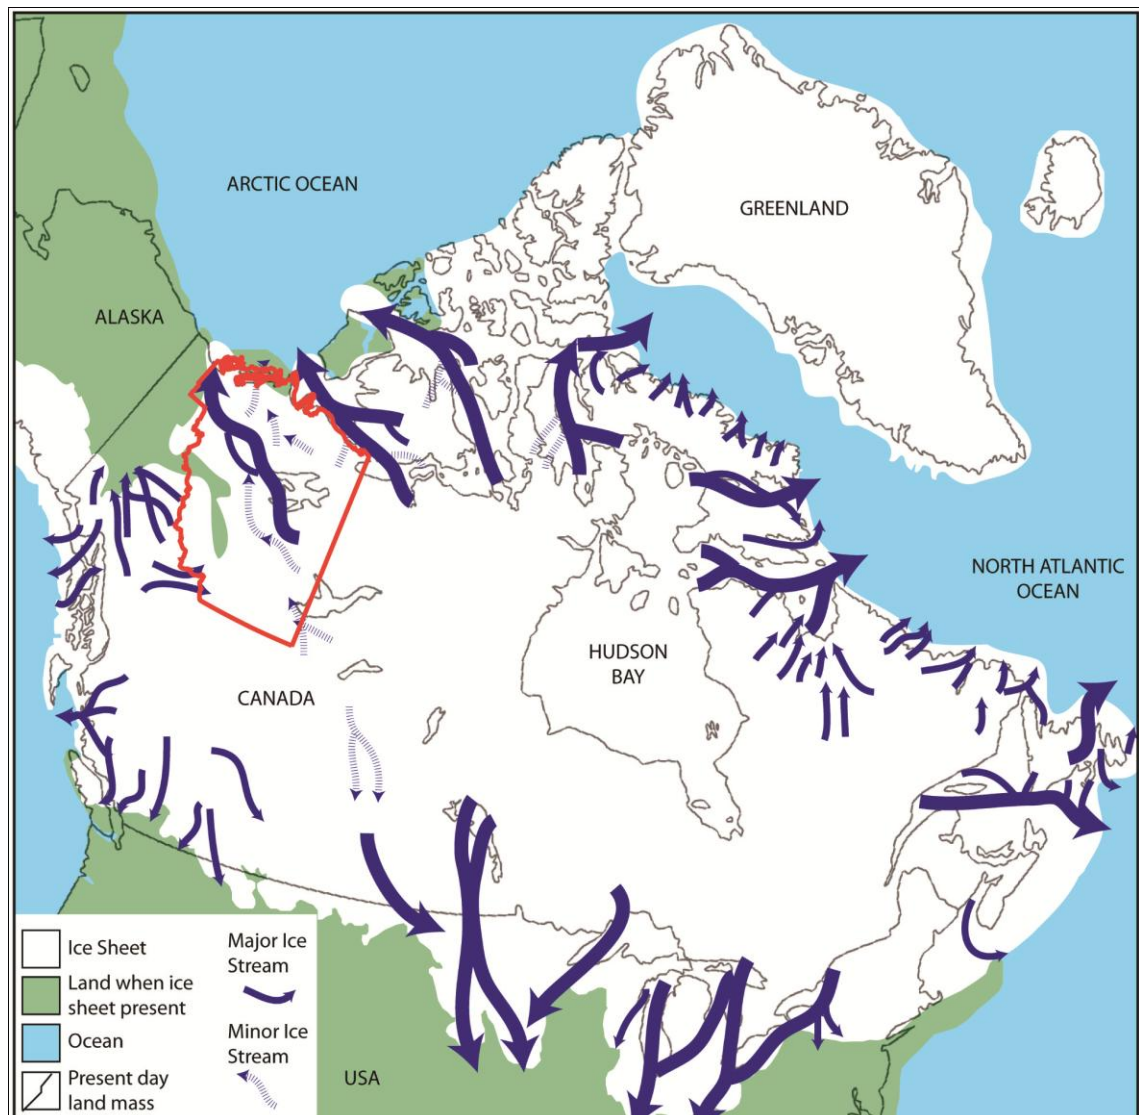 ARCTIC OCEAN
GREENLAND
ALASKA
NORTH ATLANTIC
OCEAN
HUDSON
BAY
CANADA
Ice Sheet
Land when ice
sheet present
Ocean
Present day
land mass
Major Ice
Stream
Minor Ice
Stream
USA